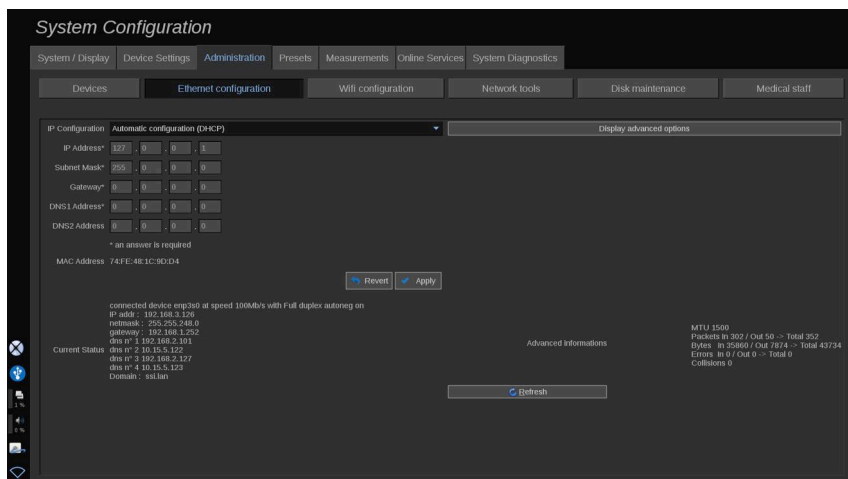 System Configuration
System / Display Device Settings Administration Presets Measurements Online Services System Diagnostics
Devices Ethernet configuration Wifi configuration Network tools Disk maintenance Medical staff
IP Configuration Automatic configuration (DHCP) Display advanced options
IP Address* 127 . 0 . 0 . 1
Subnet Mask* 255 . 0 . 0 . 0
Gateway* 0 . 0 . 0 . 0
DNS1 Address* 0 . 0 . 0 . 0
DNS2 Address 0 . 0 . 0 . 0
* an answer is required
MAC Address 74:FE:48:1C:9D:D4
Revert Apply
Current Status
connected device enp3s0 at speed 100Mb/s with Full duplex autoneg on
IP addr : 192.168.3.126
netmask : 255.255.248.0
gateway : 192.168.1.252
dns n° 1 192.168.2.101
dns n° 2 10.15.5.122
dns n° 3 192.168.2.127
dns n° 4 10.15.5.123
Domain : ssi.lan
Advanced Informations
MTU 1500
Packets In 302 / Out 50 -> Total 352
Bytes In 35860 / Out 7874 -> Total 43734
Errors In 0 / Out 0 -> Total 0
Collisions 0
Refresh
1 %
0 %